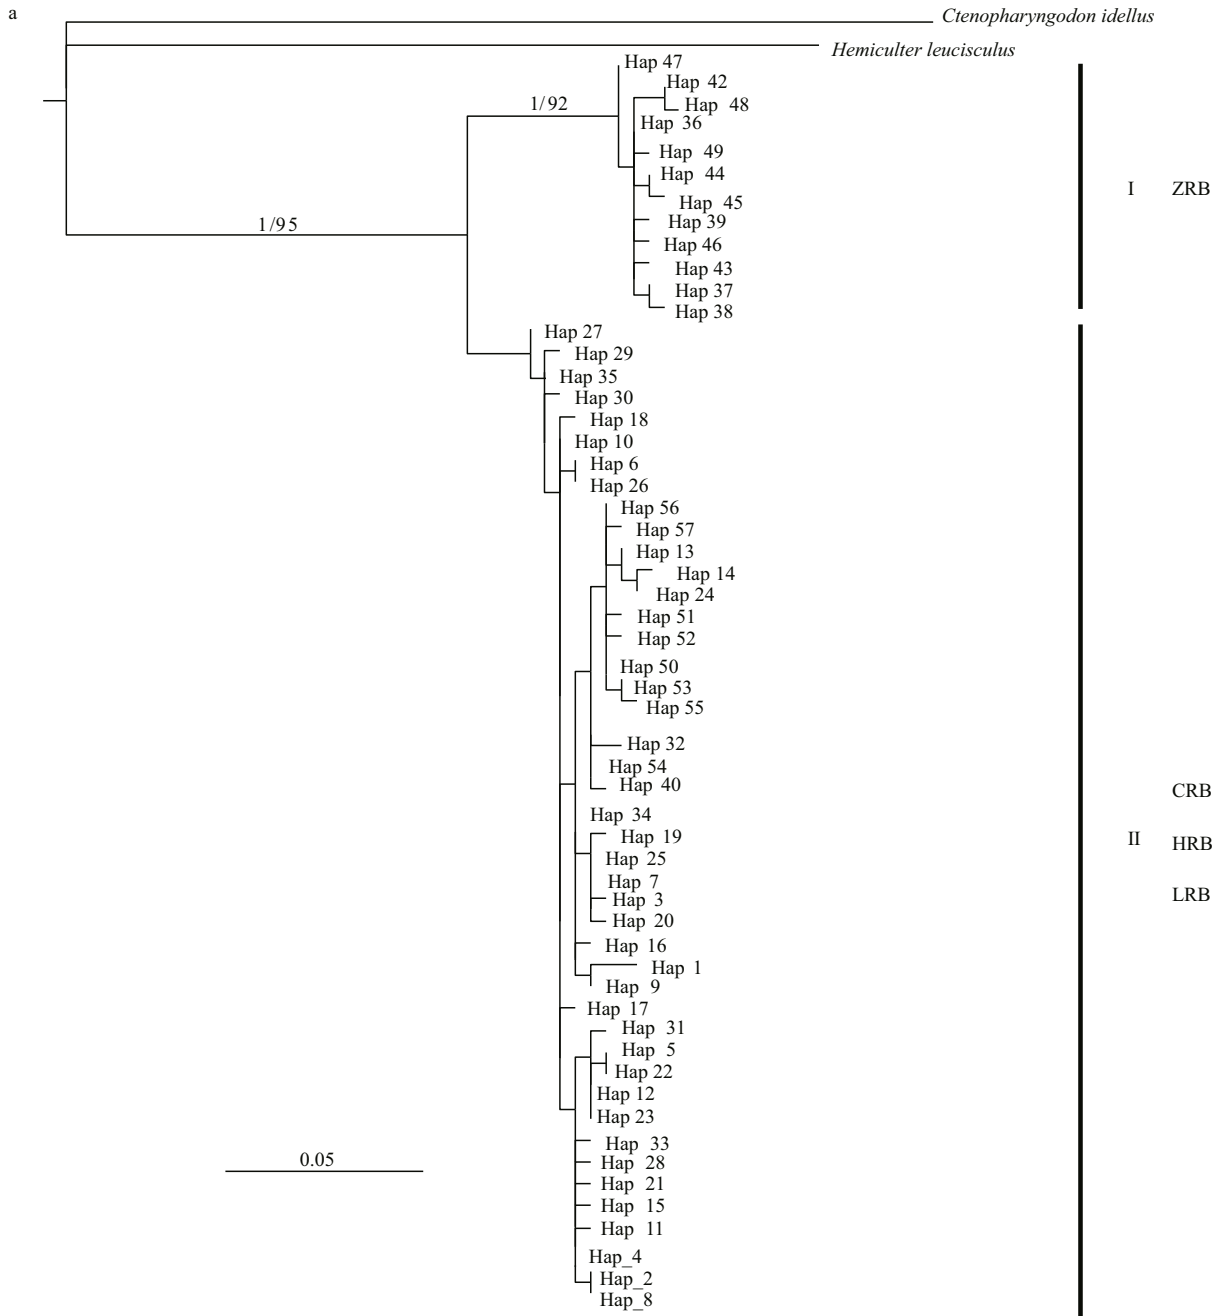 a
Ctenopharyngodon idellus
Hemiculter leucisculus
Hap 47
Hap 42
1/92
Hap 48
Hap 36
Hap 49
Hap 44
I ZRB
Hap 45
Hap 39
1/95
Hap 46
Hap 43
Hap 37
Hap 38
Hap 27
Hap 29
Hap 35
Hap 30
Hap 18
Hap 10
Hap 6
Hap 26
Hap 56
Hap 57
Hap 13
Hap 14
Hap 24
Hap 51
Hap 52
Hap 50
Hap 53
Hap 55
Hap 32
Hap 54
Hap 40
CRB
Hap 34
Hap 19
II HRB
Hap 25
Hap 7
LRB
Hap 3
Hap 20
Hap 16
Hap 1
Hap 9
Hap 17
Hap 31
Hap 5
Hap 22
Hap 12
Hap 23
Hap 33
0.05
Hap 28
Hap 21
Hap 15
Hap 11
Hap_4
Hap_2
Hap_8